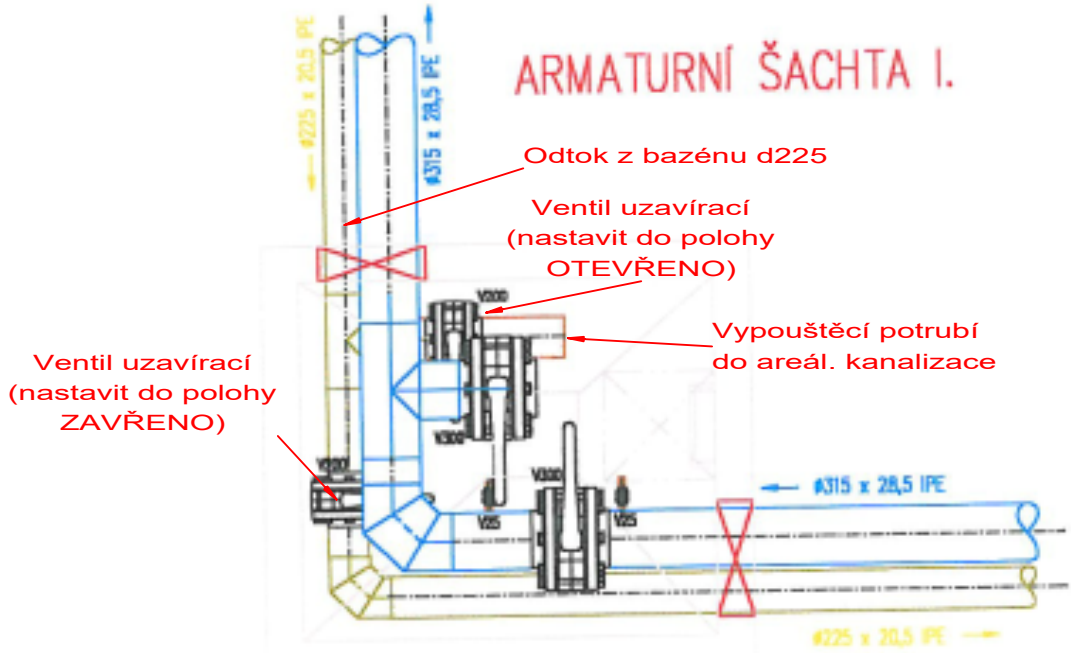 ARMATURNÍ ŠACHTA I.
ø225 x 20,5 IPE
ø315 x 28,5 IPE
Odtok z bazénu d225
Ventil uzavírací
(nastavit do polohy
OTEVŘENO)
V200
Vypouštěcí potrubí
do areál. kanalizace
Ventil uzavírací
(nastavit do polohy
ZAVŘENO)
V200
V300
V300
V25
V25
ø315 x 28,5 IPE
ø225 x 20,5 IPE